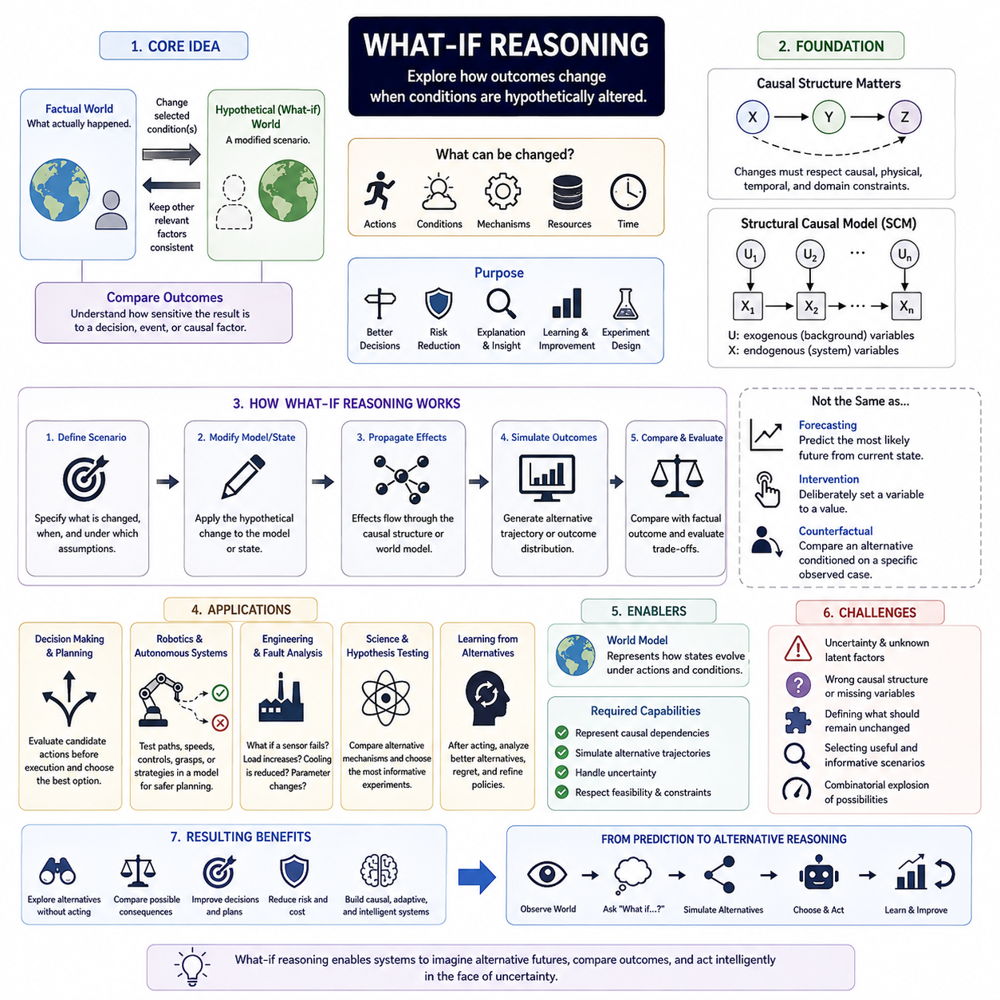 WHAT-IF REASONING
Explore how outcomes change
when conditions are hypothetically altered.
1. CORE IDEA
Factual World
What actually happened.
Change
selected
condition(s)
Keep other
relevant
factors
consistent
Hypothetical (What-if)
World
A modified scenario.
Compare Outcomes
Understand how sensitive the result is
to a decision, event, or causal factor.
What can be changed?
Actions
Conditions
Mechanisms
Resources
Time
Purpose
Better
Decisions
Risk
Reduction
Explanation
& Insight
Learning &
Improvement
Experiment
Design
2. FOUNDATION
Causal Structure Matters
X
Y
Z
Changes must respect causal, physical,
temporal, and domain constraints.
Structural Causal Model (SCM)
U1
U2
...
Un
X1
X2
...
Xn
U: exogenous (background) variables
X: endogenous (system) variables
3. HOW WHAT-IF REASONING WORKS
1. Define Scenario
Specify what is changed,
when, and under which
assumptions.
2. Modify Model/State
Apply the hypothetical
change to the model
or state.
3. Propagate Effects
Effects flow through the
causal structure or
world model.
4. Simulate Outcomes
Generate alternative
trajectory or outcome
distribution.
5. Compare & Evaluate
Compare with factual
outcome and evaluate
trade-offs.
Not the Same as...
Forecasting
Predict the most likely
future from current state.
Intervention
Deliberately set a variable
to a value.
Counterfactual
Compare an alternative
conditioned on a specific
observed case.
4. APPLICATIONS
Decision Making
& Planning
Evaluate candidate
actions before
execution and choose
the best option.
Robotics &
Autonomous Systems
Test paths, speeds,
controls, grasps, or
strategies in a model
for safer planning.
Engineering
& Fault Analysis
What if a sensor fails?
Load increases? Cooling
is reduced? Parameter
changes?
Science &
Hypothesis Testing
Compare alternative
mechanisms and choose
the most informative
experiments.
Learning from
Alternatives
After acting, analyze
better alternatives,
regret, and refine
policies.
5. ENABLERS
World Model
Represents how states evolve
under actions and conditions.
Required Capabilities
Represent causal dependencies
Simulate alternative trajectories
Handle uncertainty
Respect feasibility & constraints
6. CHALLENGES
Uncertainty & unknown
latent factors
?
Wrong causal structure
or missing variables
Defining what should
remain unchanged
Selecting useful and
informative scenarios
Combinatorial explosion
of possibilities
7. RESULTING BENEFITS
Explore alternatives
without acting
Compare possible
consequences
Improve decisions
and plans
Reduce risk and
cost
Build causal, adaptive,
and intelligent systems
FROM PREDICTION TO ALTERNATIVE REASONING
Observe World
Ask "What if...?"
Simulate Alternatives
Choose & Act
Learn & Improve
What-if reasoning enables systems to imagine alternative futures, compare outcomes, and act intelligently
in the face of uncertainty.